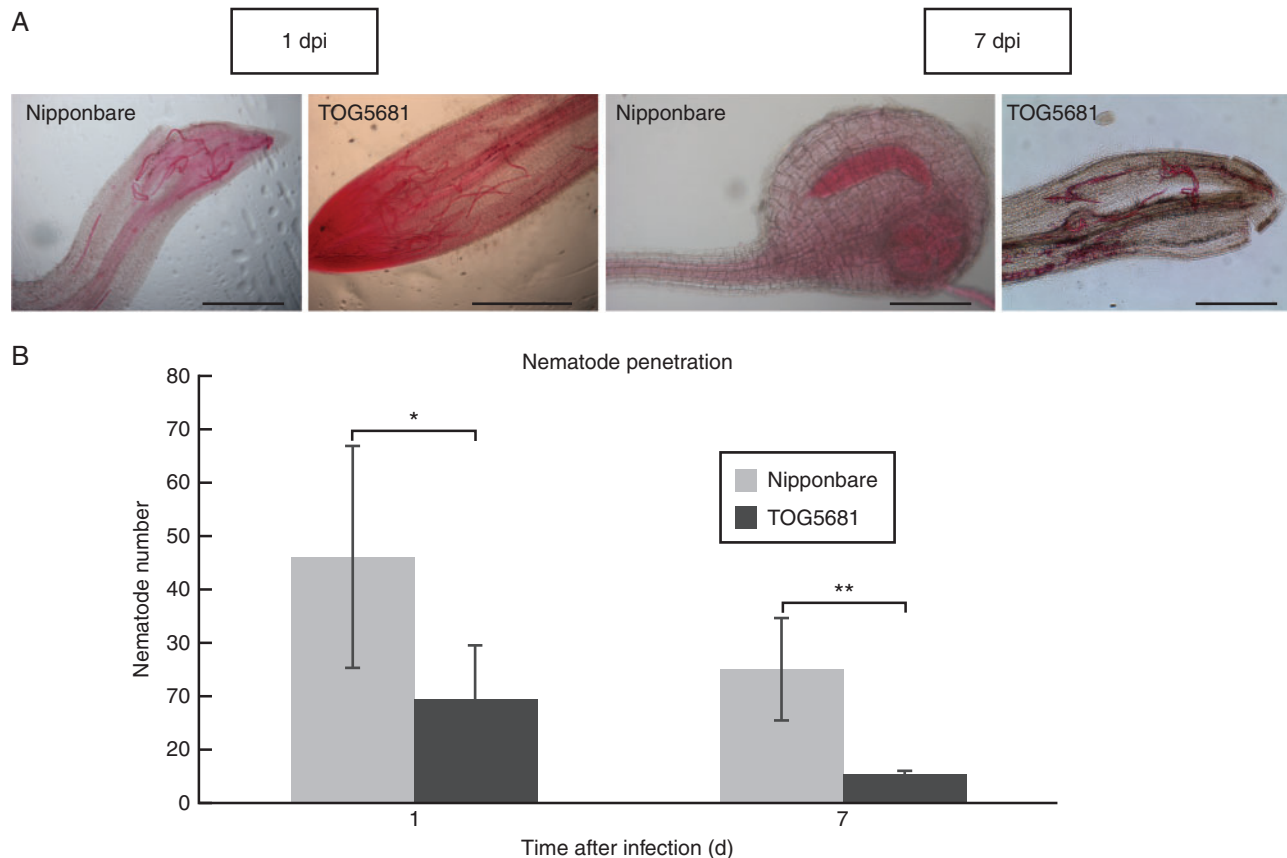 A
1 dpi
7 dpi
Nipponbare
TOG5681
Nipponbare
TOG5681
B
Nematode penetration
80
70
60
50
40
30
70
20
0
Nematode number
*
**
Nipponbare
TOG5681
1
7
Time after infection (d)